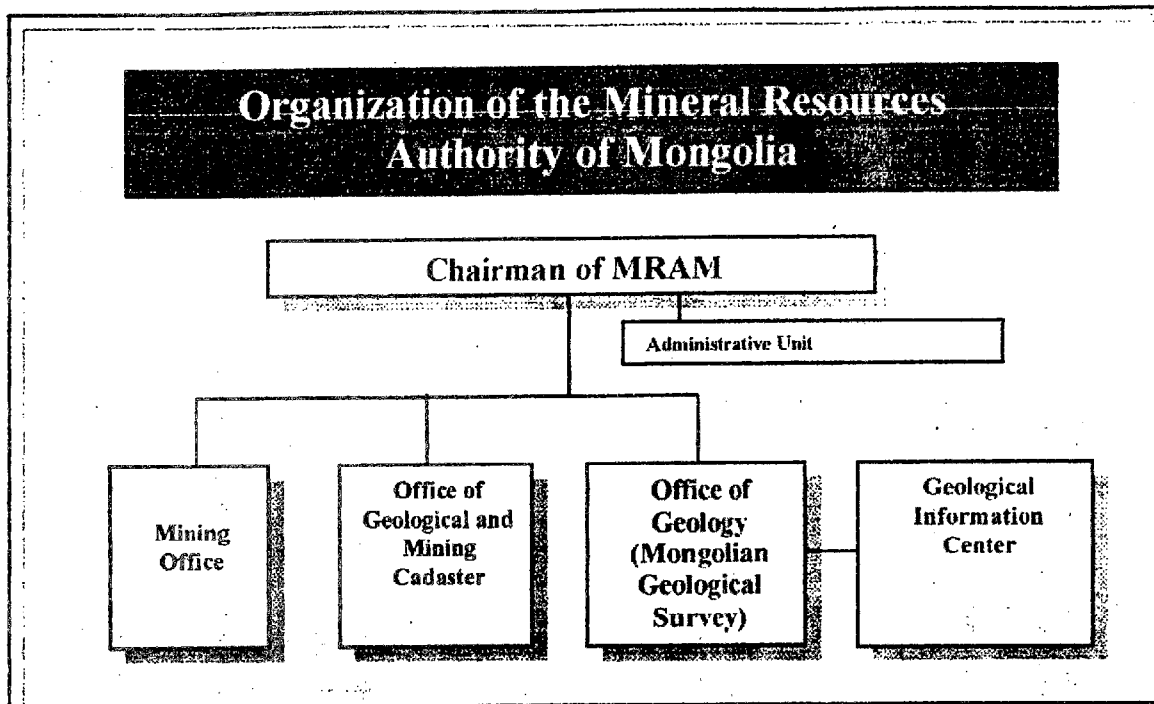 Organization of the Mineral Resources
Authority of Mongolia
Chairman of MRAM
Administrative Unit
Mining
Office
Office of
Geological and
Mining
Cadaster
Office of
Geology
(Mongolian
Geological
Survey)
Geological
Information
Center